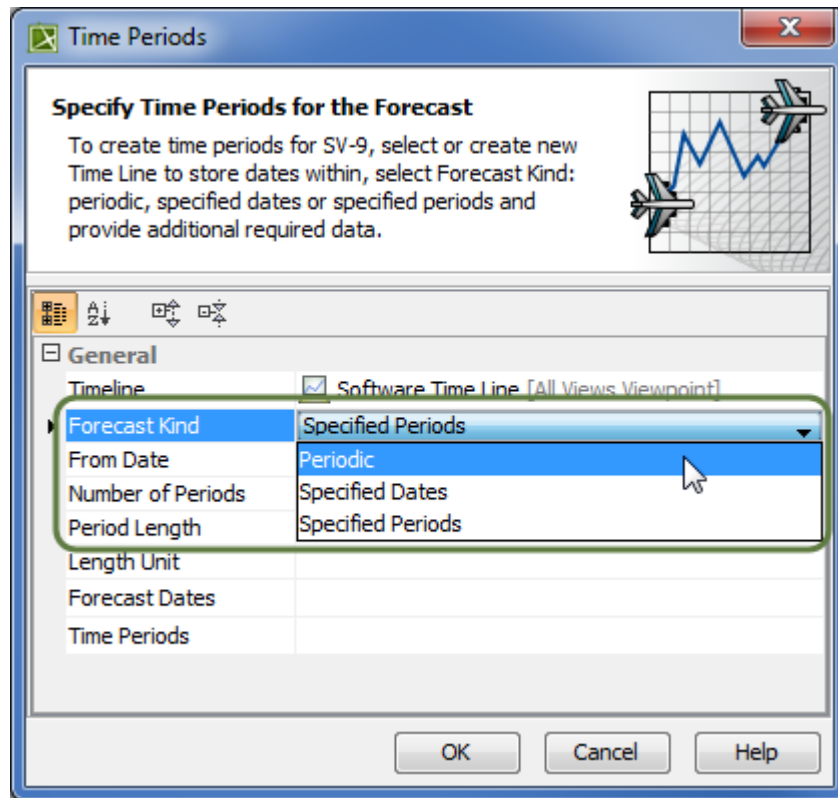 Time Periods
Specify Time Periods for the Forecast
To create time periods for SV-9, select or create new
Time Line to store dates within, select Forecast Kind:
periodic, specified dates or specified periods and
provide additional required data.
General
Timeline Software Time Line [All Views Viewpoint]
Forecast Kind Specified Periods
From Date Periodic
Number of Periods Specified Dates
Period Length Specified Periods
Length Unit
Forecast Dates
Time Periods
OK Cancel Help